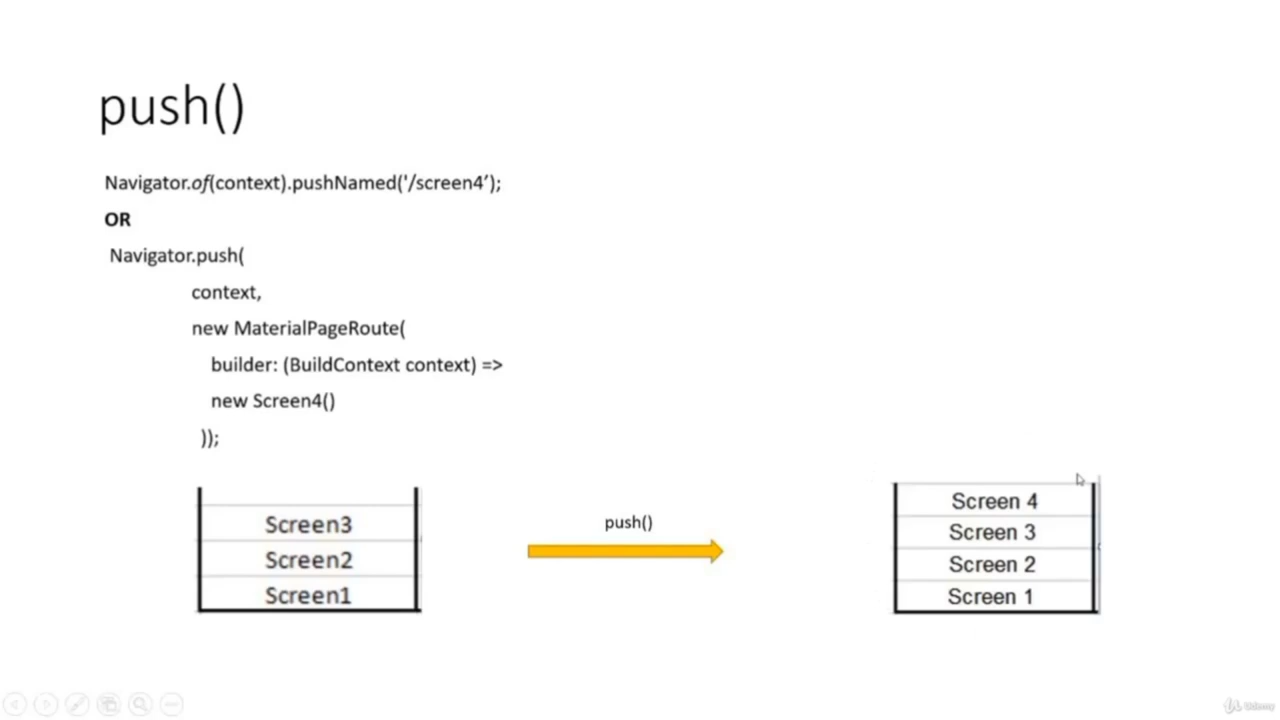 push()
Navigator.of(context).pushNamed('/screen4’);
OR
Navigator.push(
context,
new MaterialPageRoute(
builder: (BuildContext context) =>
new Screen4()
));
Screen3
Screen2
Screen1
push()
Screen 4
Screen 3
Screen 2
Screen 1
Udemy